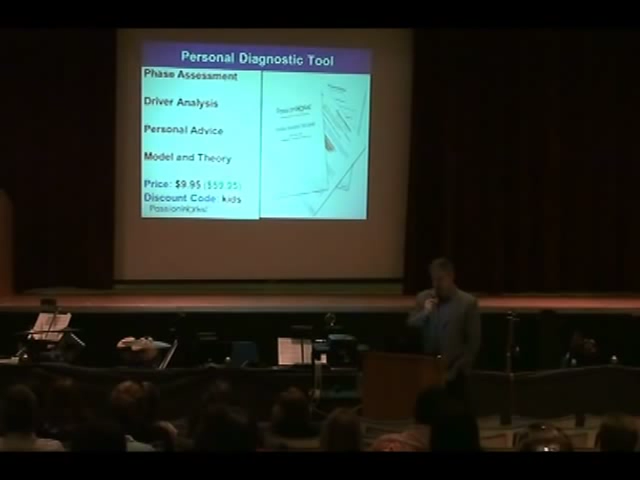 Personal Diagnostic Tool
Phase Assessment
Driver Analysis
Personal Advice
Model and Theory
Price: $9.95 ($59.95)
Discount Code: kids
PassionWorks!